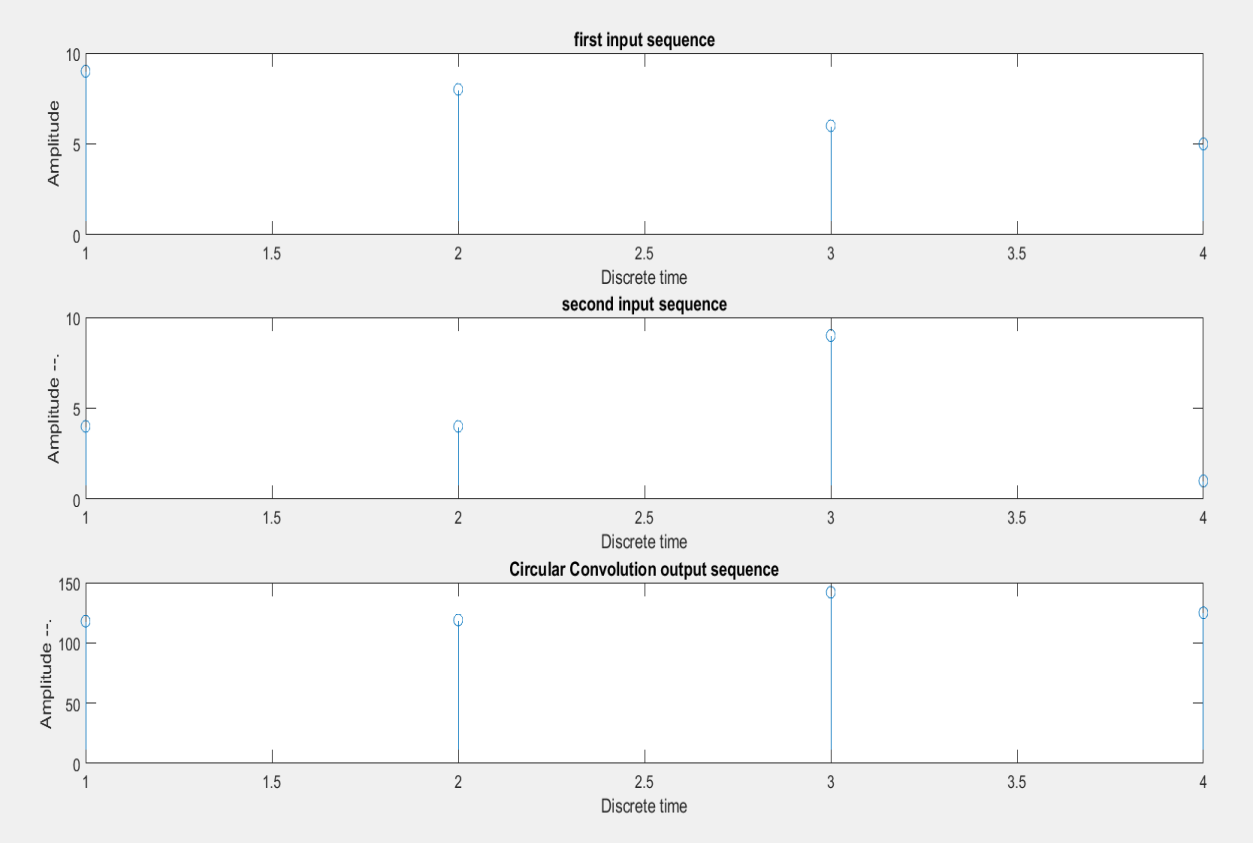 first input sequence
10
5
0
Amplitude
1 1.5 2 2.5 3 3.5 4
Discrete time
second input sequence
10
5
0
Amplitude --.
1 1.5 2 2.5 3 3.5 4
Discrete time
Circular Convolution output sequence
150
100
50
0
Amplitude --.
1 1.5 2 2.5 3 3.5 4
Discrete time